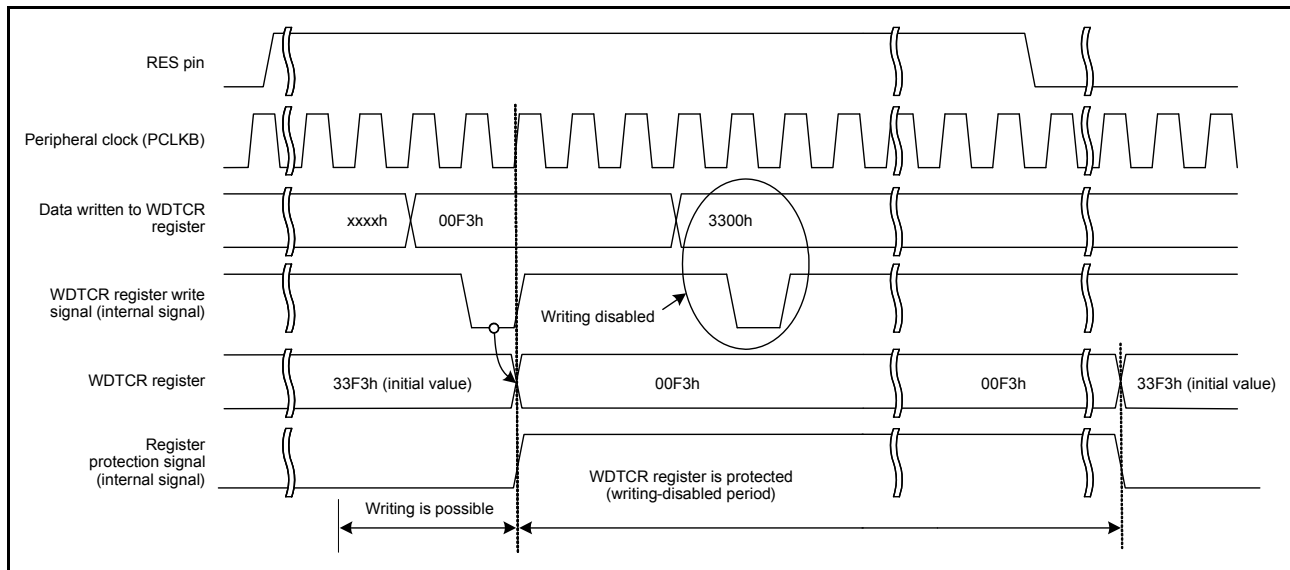 RES pin
Peripheral clock (PCLKB)
Data written to WDTCR
register
xxxxh
00F3h
3300h
WDTCR register write
signal (internal signal)
Writing disabled
WDTCR register
33F3h (initial value)
00F3h
00F3h
33F3h (initial value)
Register
protection signal
(internal signal)
WDTCR register is protected
(writing-disabled period)
Writing is possible